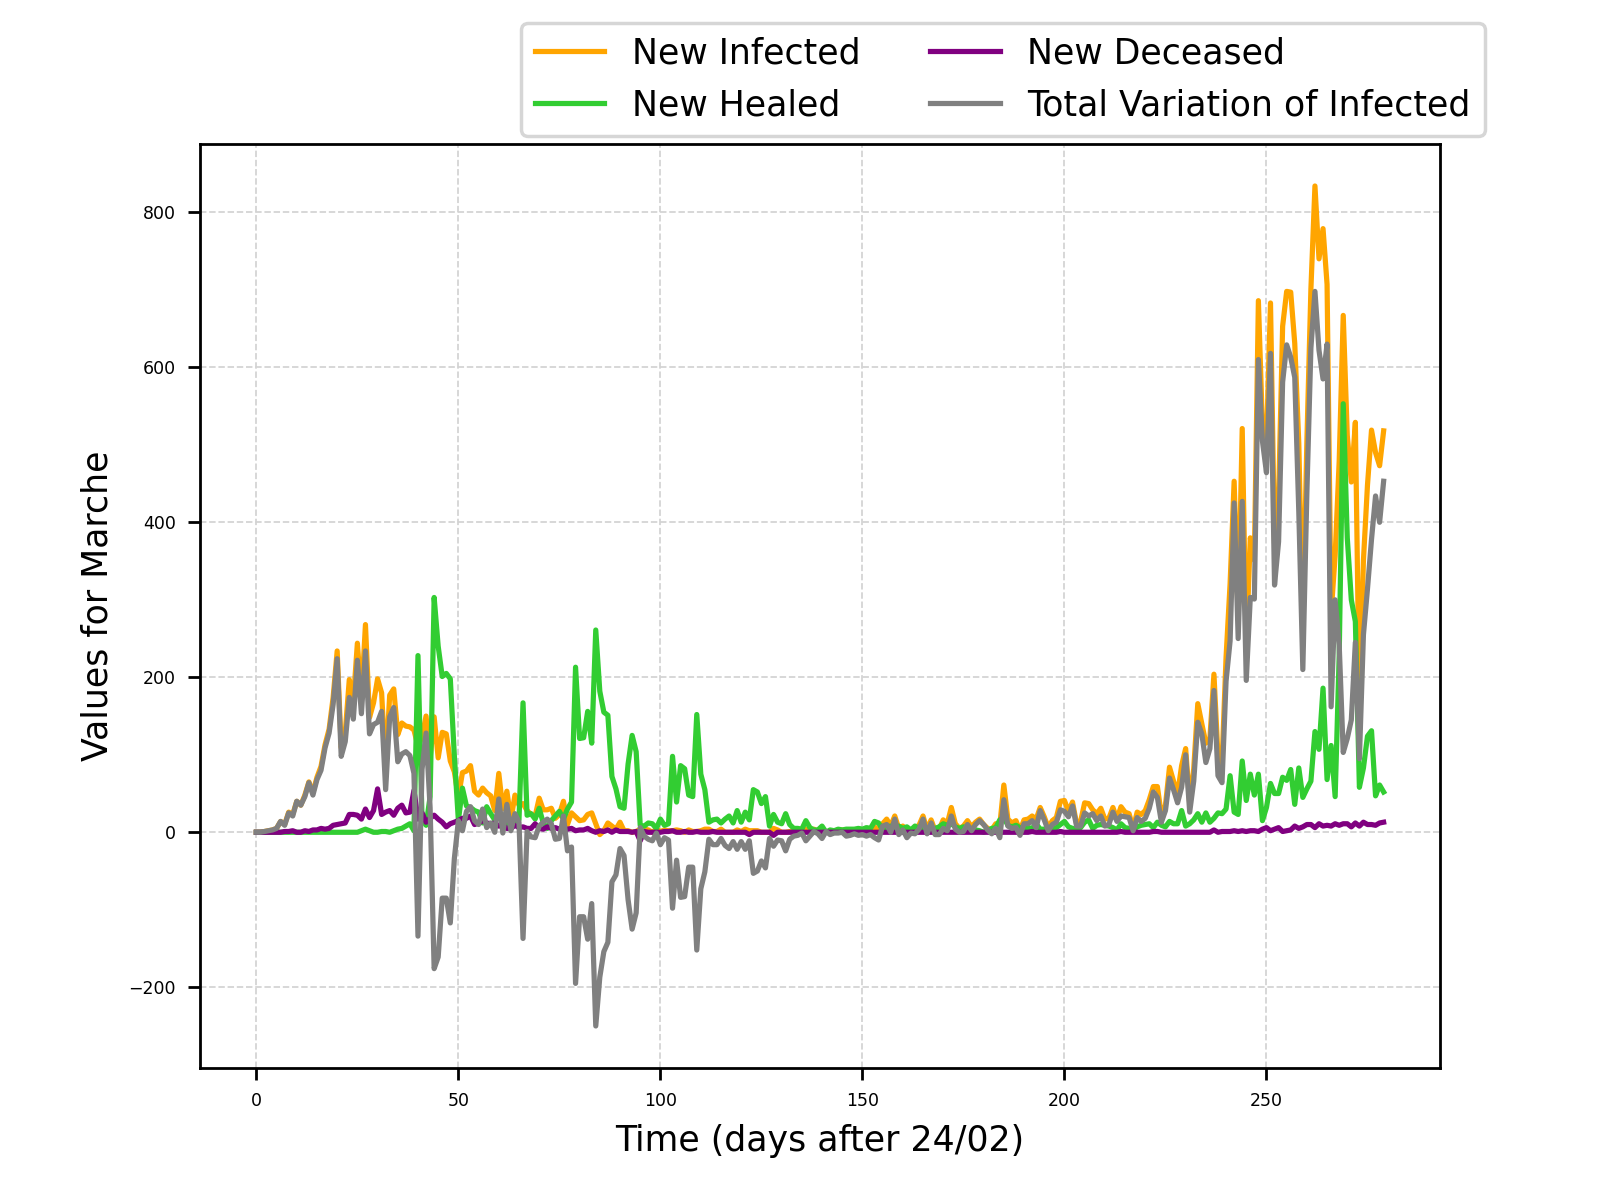 New Infected
New Healed
New Deceased
Total Variation of Infected
Values for Marche
800
600
400
200
0
−200
0
50
100
150
200
250
Time (days after 24/02)